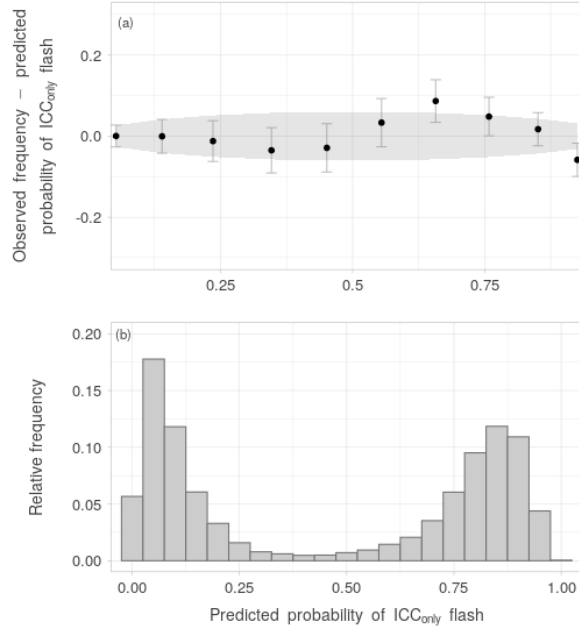 (a)
Observed frequency − predicted
probability of ICConly flash
0.2
0.0
-0.2
0.25
0.5
0.75
(b)
Relative frequency
0.20
0.15
0.10
0.05
0.00
0.00
0.25
0.50
0.75
1.00
Predicted probability of ICConly flash